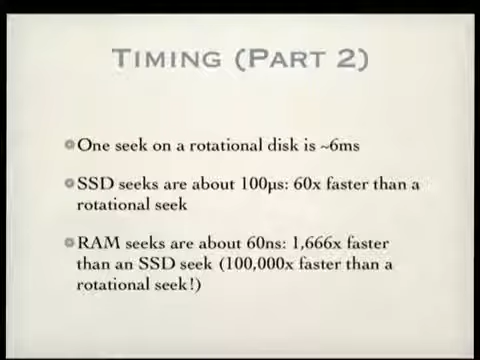 TIMING (PART 2)
One seek on a rotational disk is ~6ms
SSD seeks are about 100µs: 60x faster than a
rotational seek
RAM seeks are about 60ns: 1,666x faster
than an SSD seek (100,000x faster than a
rotational seek!)